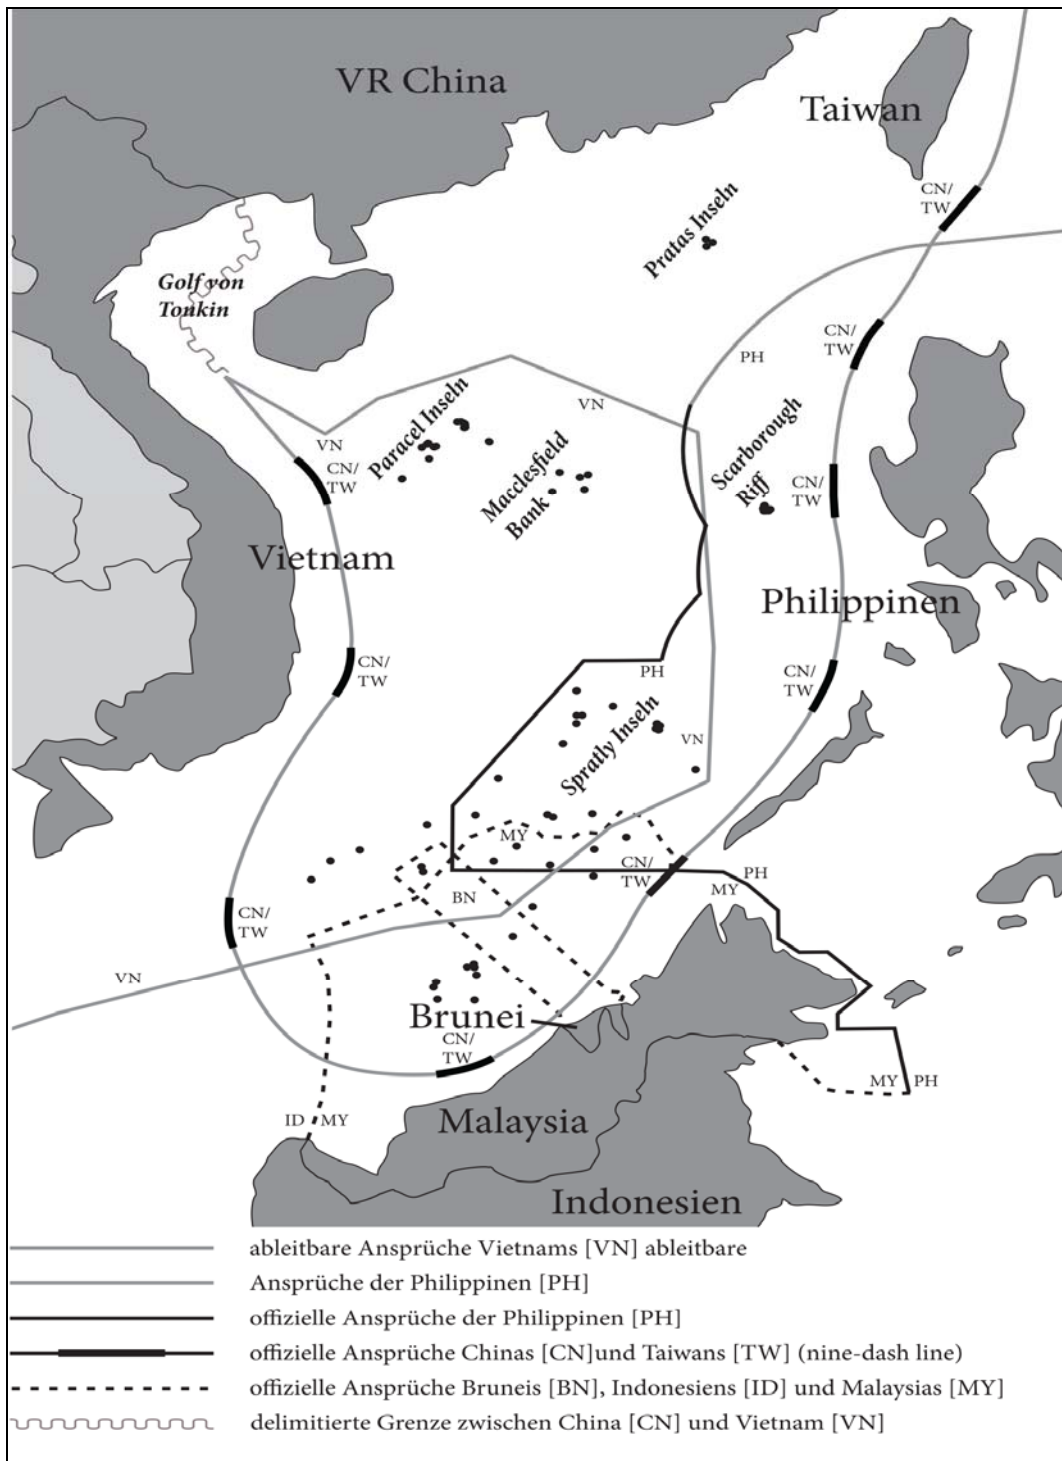 VR China
Taiwan
CN/
TW
Pratas Inseln
Golf von
Tonkin
CN/
TW
PH
VN
Paracel Inseln
VN
CN/
TW
Macclesfield
Bank
Scarborough
Riff
CN/
TW
Vietnam
Philippinen
CN/
TW
PH
CN/
TW
Spratly Inseln
VN
MY
CN/
TW
PH
MY
BN
CN/
TW
VN
Brunei
CN/
TW
MY
PH
ID
MY
Malaysia
Indonesien
ableitbare Ansprüche Vietnams [VN] ableitbare
Ansprüche der Philippinen [PH]
offizielle Ansprüche der Philippinen [PH]
offizielle Ansprüche Chinas [CN]und Taiwans [TW] (nine-dash line)
offizielle Ansprüche Bruneis [BN], Indonesiens [ID] und Malaysias [MY]
delimitierte Grenze zwischen China [CN] und Vietnam [VN]